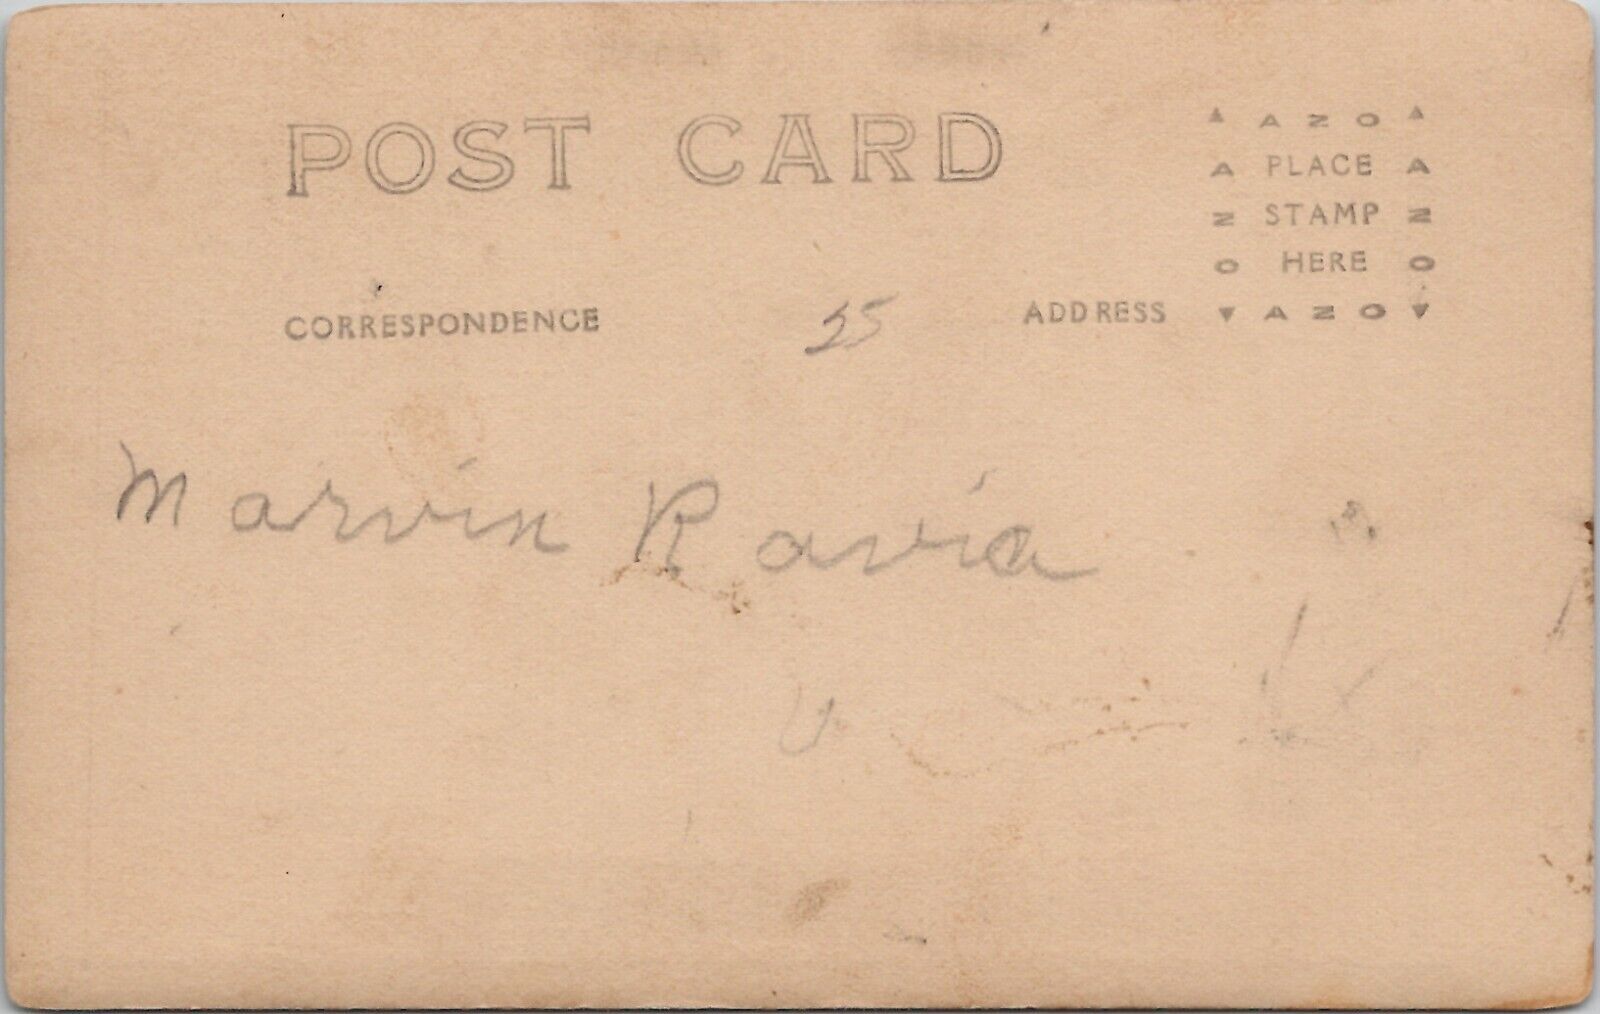 POST CARD
▲ AZO ▲
A PLACE A
Z STAMP Z
O HERE O
▼ AZO ▼
CORRESPONDENCE
25
ADDRESS
Marvin Ravia